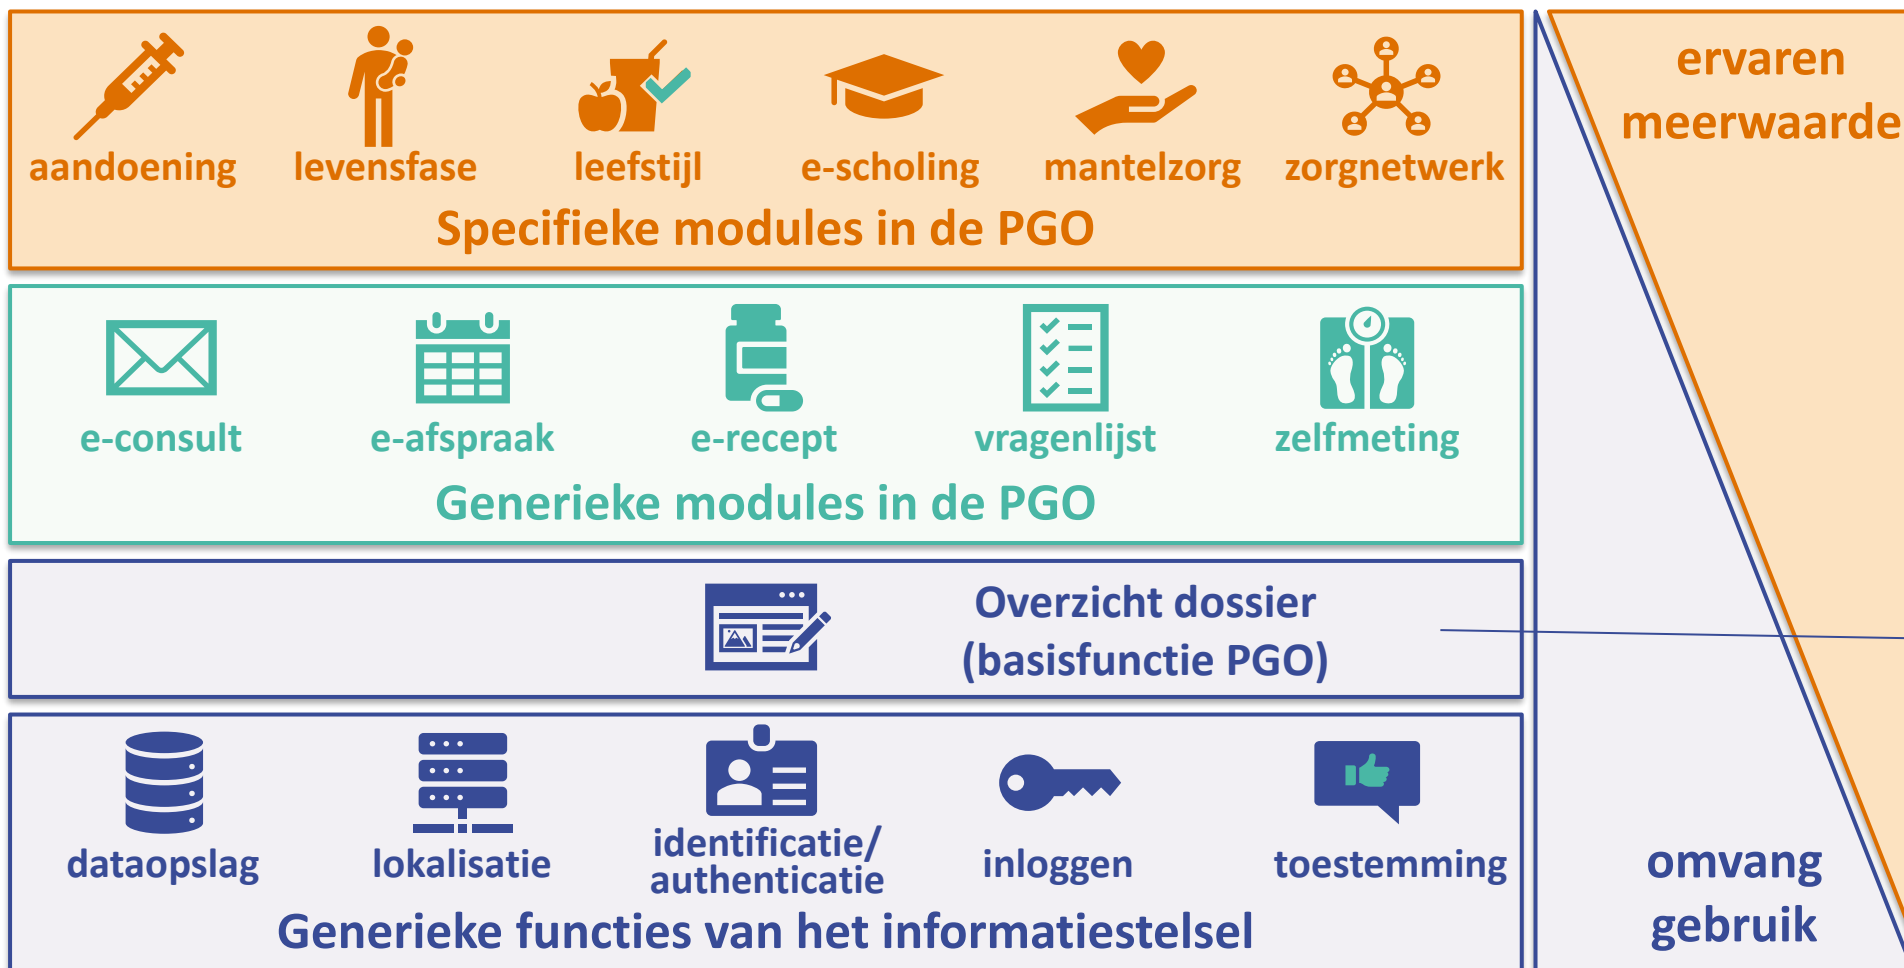 aandoening
levensfase
leefstijl
e-scholing
mantelzorg
zorgnetwerk
Specifieke modules in de PGO
e-consult
e-afspraak
e-recept
vragenlijst
zelfmeting
Generieke modules in de PGO
Overzicht dossier
(basisfunctie PGO)
dataopslag
lokalisatie
identificatie/
authenticatie
inloggen
toestemming
Generieke functies van het informatiestelsel
ervaren
meerwaarde
omvang
gebruik